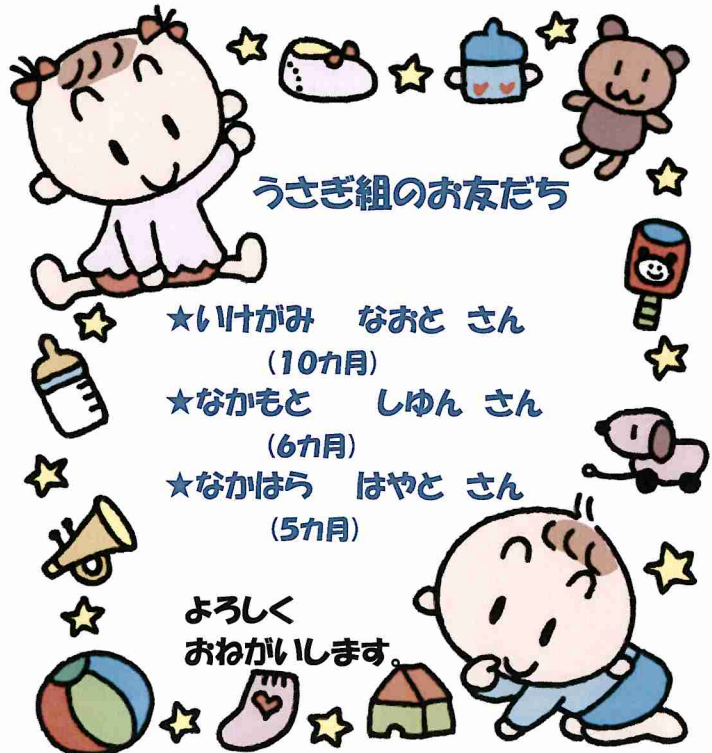 うさぎ組のお友だち
★いけがみ　なおと さん
(10カ月)
★なかもと　しゆん さん
(6カ月)
★なかはら　はやと さん
(5カ月)
よろしく
おねがいします。